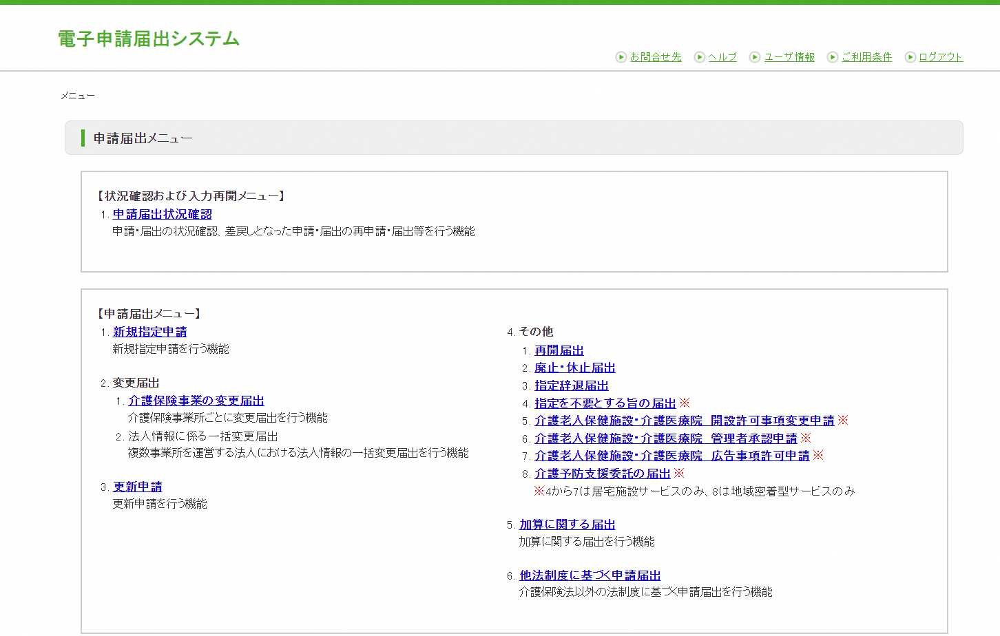 電子申請届出システム
お問合せ先 ヘルプ ユーザ情報 ご利用条件 ログアウト
メニュー
申請届出メニュー
【状況確認および入力再開メニュー】
1. 申請届出状況確認
申請・届出の状況確認、差戻しとなった申請・届出の再申請・届出等を行う機能
【申請届出メニュー】
1. 新規指定申請
新規指定申請を行う機能
2. 変更届出
1. 介護保険事業の変更届出
介護保険事業所ごとに変更届出を行う機能
2. 法人情報に係る一括変更届出
複数事業所を運営する法人における法人情報の一括変更届出を行う機能
3. 更新申請
更新申請を行う機能
4. その他
1. 再開届出
2. 廃止・休止届出
3. 指定辞退届出
4. 指定を不要とする旨の届出 ※
5. 介護老人保健施設・介護医療院　開設許可事項変更申請 ※
6. 介護老人保健施設・介護医療院　管理者承認申請 ※
7. 介護老人保健施設・介護医療院　広告事項許可申請 ※
8. 介護予防支援委託の届出 ※
※4から7は居宅施設サービスのみ、8は地域密着型サービスのみ
5. 加算に関する届出
加算に関する届出を行う機能
6. 他法制度に基づく申請届出
介護保険法以外の法制度に基づく申請届出を行う機能